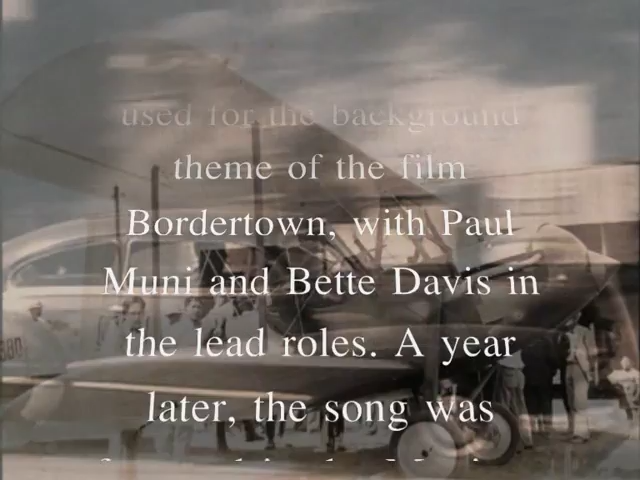 used for the background
theme of the film
Bordertown, with Paul
Muni and Bette Davis in
the lead roles. A year
later, the song was